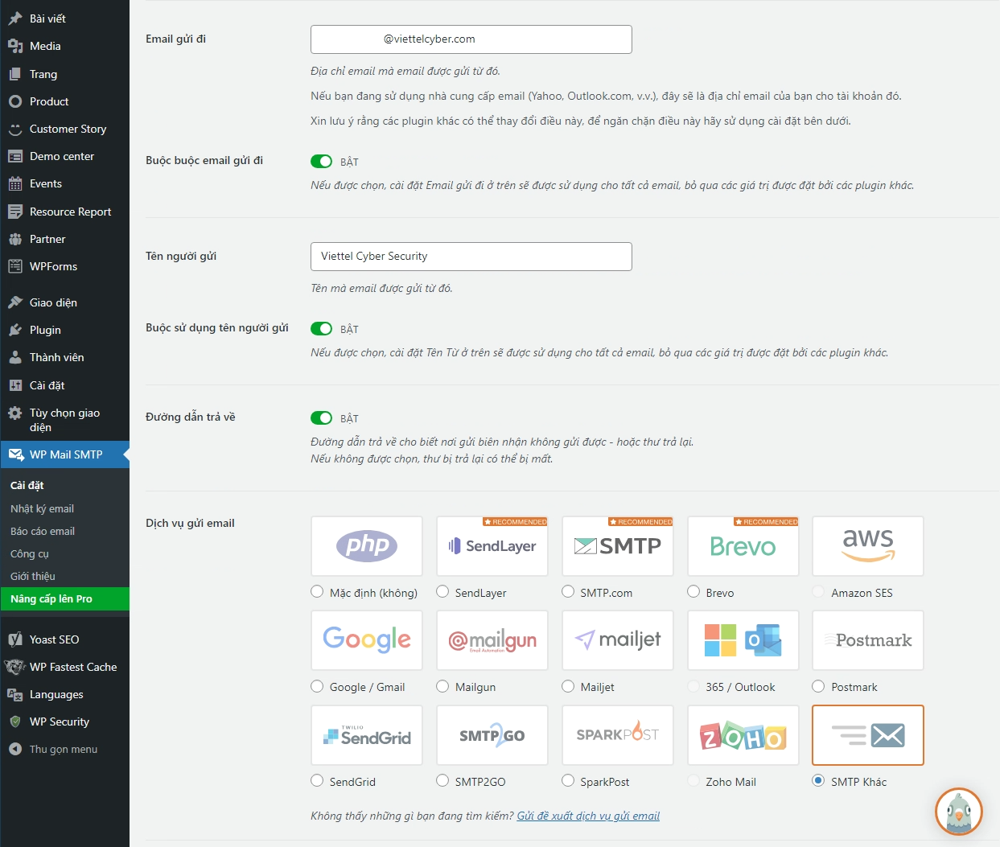 Bài viết
Media
Trang
Product
Customer Story
Demo center
Events
Resource Report
Partner
WPForms
Giao diện
Plugin
Thành viên
Cài đặt
Tùy chọn giao
diện
WP Mail SMTP
Cài đặt
Nhật ký email
Báo cáo email
Công cụ
Giới thiệu
Nâng cấp lên Pro
Yoast SEO
WP Fastest Cache
Languages
WP Security
Thu gọn menu
Email gửi đi
@viettelcyber.com
Địa chỉ email mà email được gửi từ đó.
Nếu bạn đang sử dụng nhà cung cấp email (Yahoo, Outlook.com, v.v.), đây sẽ là địa chỉ email của bạn cho tài khoản đó.
Xin lưu ý rằng các plugin khác có thể thay đổi điều này, để ngăn chặn điều này hãy sử dụng cài đặt bên dưới.
Buộc buộc email gửi đi
BẬT
Nếu được chọn, cài đặt Email gửi đi ở trên sẽ được sử dụng cho tất cả email, bỏ qua các giá trị được đặt bởi các plugin khác.
Tên người gửi
Viettel Cyber Security
Tên mà email được gửi từ đó.
Buộc sử dụng tên người gửi
BẬT
Nếu được chọn, cài đặt Tên Từ ở trên sẽ được sử dụng cho tất cả email, bỏ qua các giá trị được đặt bởi các plugin khác.
Đường dẫn trả về
BẬT
Đường dẫn trả về cho biết nơi gửi biên nhận không gửi được - hoặc thư trả lại.
Nếu không được chọn, thư bị trả lại có thể bị mất.
Dịch vụ gửi email
RECOMMENDED RECOMMENDED RECOMMENDED
php SendLayer SMTP Brevo aws
Mặc định (không) SendLayer SMTP.com Brevo Amazon SES
Google @mailgun mailjet O Postmark
Email Automation
Google / Gmail Mailgun Mailjet 365 / Outlook Postmark
TWILIO
SendGrid SMTP2GO SPARKPOST ZOHO
SendGrid SMTP2GO SparkPost Zoho Mail SMTP Khác
Không thấy những gì bạn đang tìm kiếm? Gửi đề xuất dịch vụ gửi email